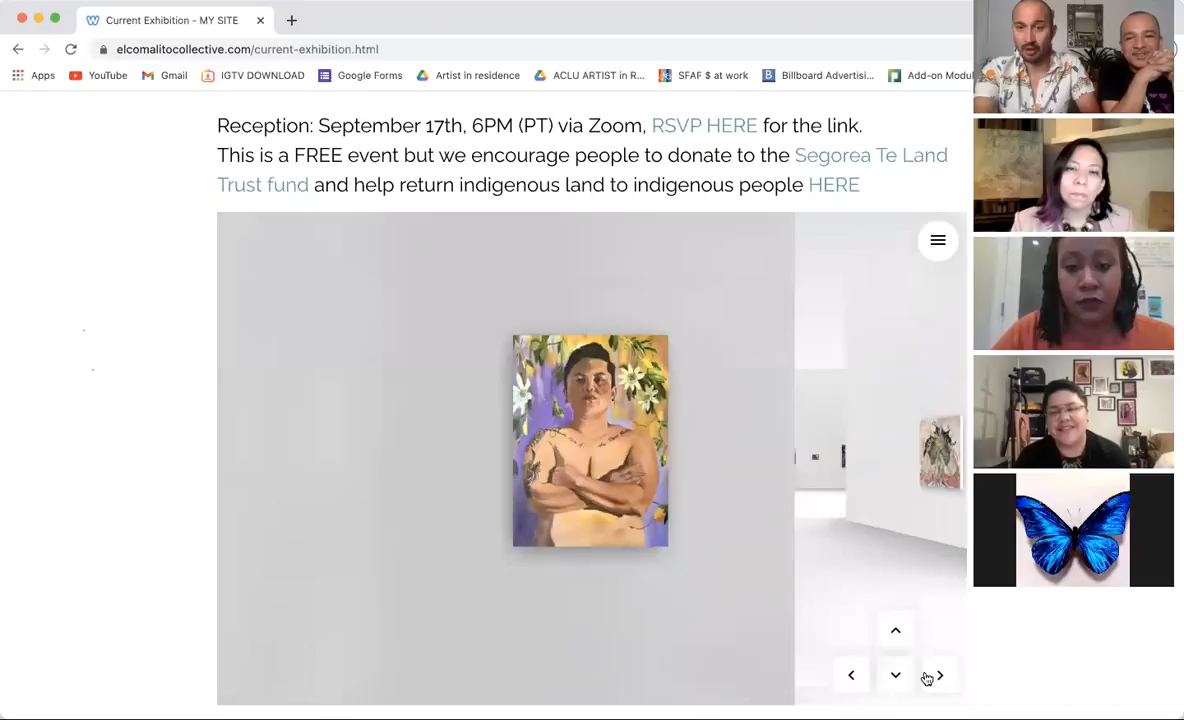 Current Exhibition - MY SITE
elcomalitocollective.com/current-exhibition.html
Apps YouTube Gmail IGTV DOWNLOAD Google Forms Artist in residence ACLU ARTIST in R... SFAF $ at work Billboard Advertisi... Add-on Modul
Reception: September 17th, 6PM (PT) via Zoom, RSVP HERE for the link.
This is a FREE event but we encourage people to donate to the Segorea Te Land
Trust fund and help return indigenous land to indigenous people HERE